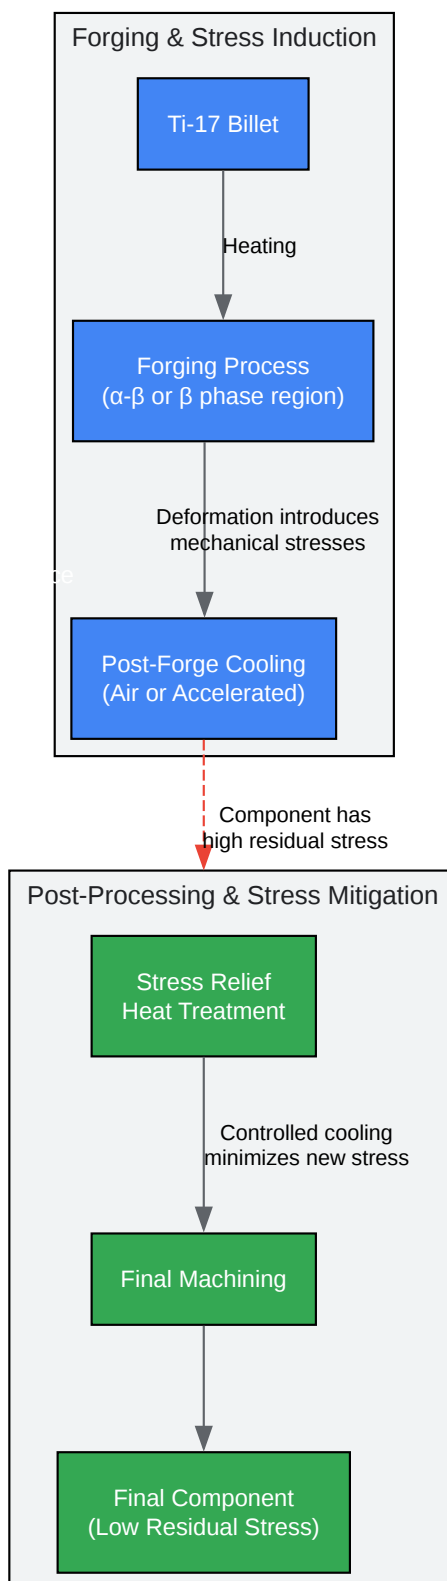 Forging & Stress Induction
Ti-17 Billet
Heating
Forging Process
(α-β or β phase region)
Deformation introduces
mechanical stresses
ce
Post-Forge Cooling
(Air or Accelerated)
Component has
high residual stress
Post-Processing & Stress Mitigation
Stress Relief
Heat Treatment
Controlled cooling
minimizes new stress
Final Machining
Final Component
(Low Residual Stress)